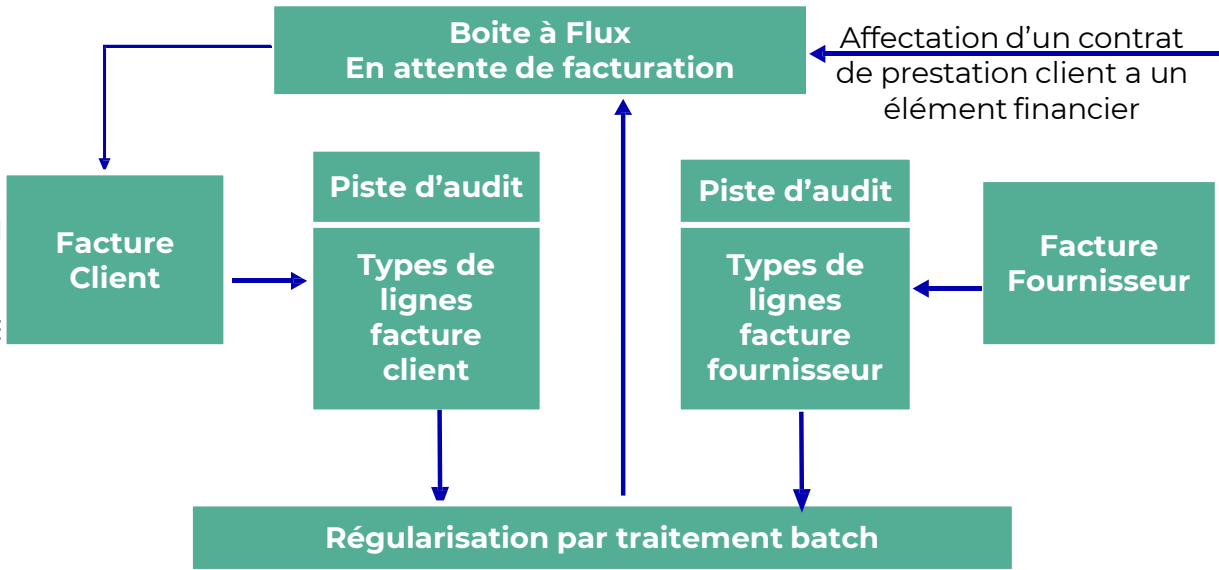 Boite à Flux
En attente de facturation
Affectation d’un contrat
de prestation client a un
élément financier
Facture
Client
Piste d’audit
Types de
lignes
facture
client
Piste d’audit
Types de
lignes
facture
fournisseur
Facture
Fournisseur
Régularisation par traitement batch